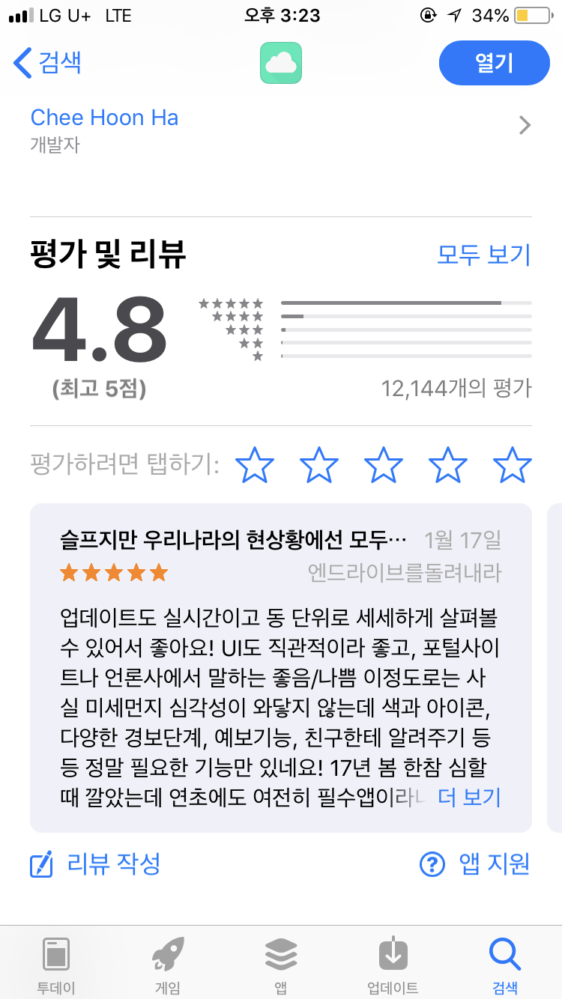 LG U+ LTE 오후 3:23 34%
검색 열기
Chee Hoon Ha
개발자
평가 및 리뷰 모두 보기
4.8
(최고 5점) 12,144개의 평가
평가하려면 탭하기:
슬프지만 우리나라의 현상황에선 모두… 1월 17일
엔드라이브를돌려내라
업데이트도 실시간이고 동 단위로 세세하게 살펴볼
수 있어서 좋아요! UI도 직관적이라 좋고, 포털사이
트나 언론사에서 말하는 좋음/나쁨 이정도로는 사
실 미세먼지 심각성이 와닿지 않는데 색과 아이콘,
다양한 경보단계, 예보기능, 친구한테 알려주기 등
등 정말 필요한 기능만 있네요! 17년 봄 한참 심할
때 깔았는데 연초에도 여전히 필수앱이라니 더 보기
리뷰 작성 앱 지원
투데이 게임 앱 업데이트 검색